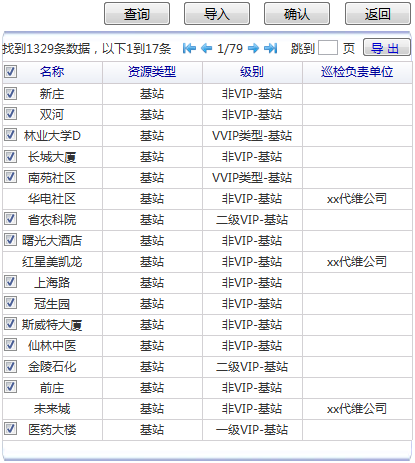 查询 导入 确认 返回
找到1329条数据，以下1到17条 1/79 跳到 页 导 出
名称 资源类型 级别 巡检负责单位
新庄 基站 非VIP-基站
双河 基站 非VIP-基站
林业大学D 基站 VVIP类型-基站
长城大厦 基站 非VIP-基站
南苑社区 基站 VVIP类型-基站
华电社区 基站 非VIP-基站 xx代维公司
省农科院 基站 二级VIP-基站
曙光大酒店 基站 非VIP-基站
红星美凯龙 基站 非VIP-基站 xx代维公司
上海路 基站 非VIP-基站
冠生园 基站 非VIP-基站
斯威特大厦 基站 非VIP-基站
仙林中医 基站 非VIP-基站
金陵石化 基站 二级VIP-基站
前庄 基站 非VIP-基站
未来城 基站 非VIP-基站 xx代维公司
医药大楼 基站 一级VIP-基站